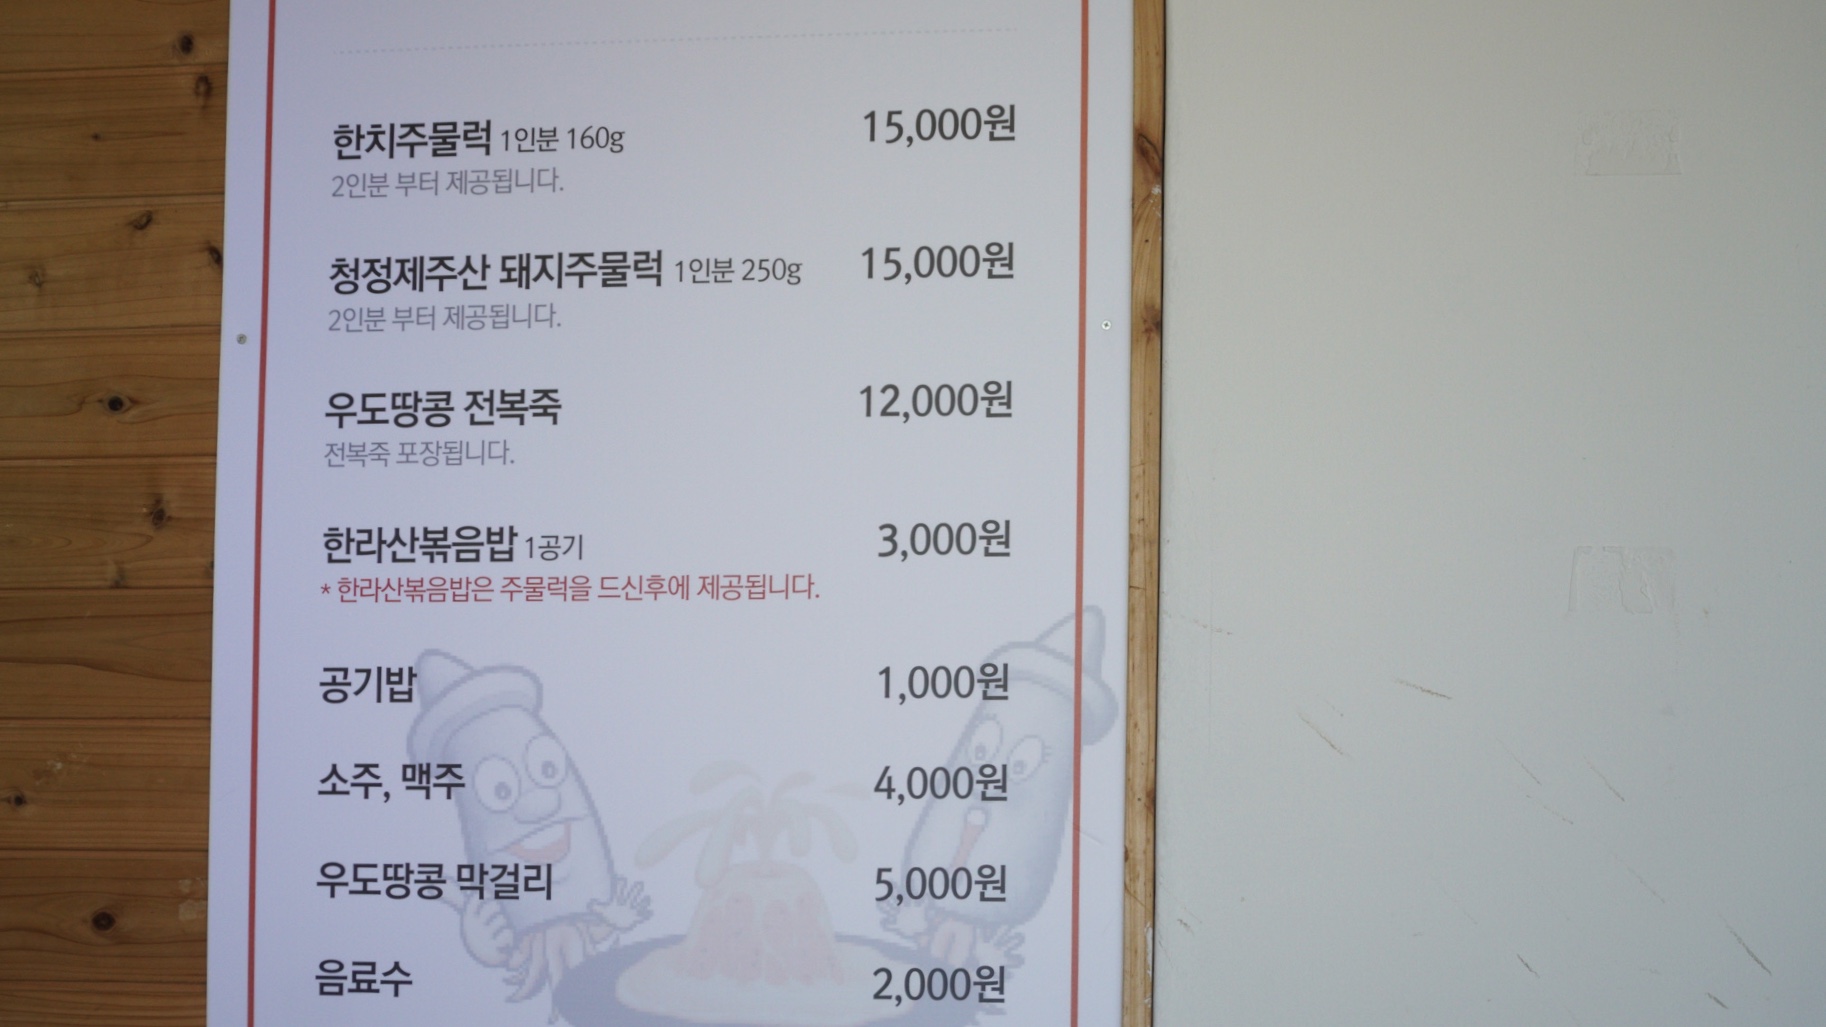 한치주물럭 1인분 160g 15,000원
2인분 부터 제공됩니다.
청정제주산 돼지주물럭 1인분 250g 15,000원
2인분 부터 제공됩니다.
우도땅콩 전복죽 12,000원
전복죽 포장됩니다.
한라산볶음밥 1공기 3,000원
* 한라산볶음밥은 주물럭을 드신후에 제공됩니다.
공기밥 1,000원
소주, 맥주 4,000원
우도땅콩 막걸리 5,000원
음료수 2,000원